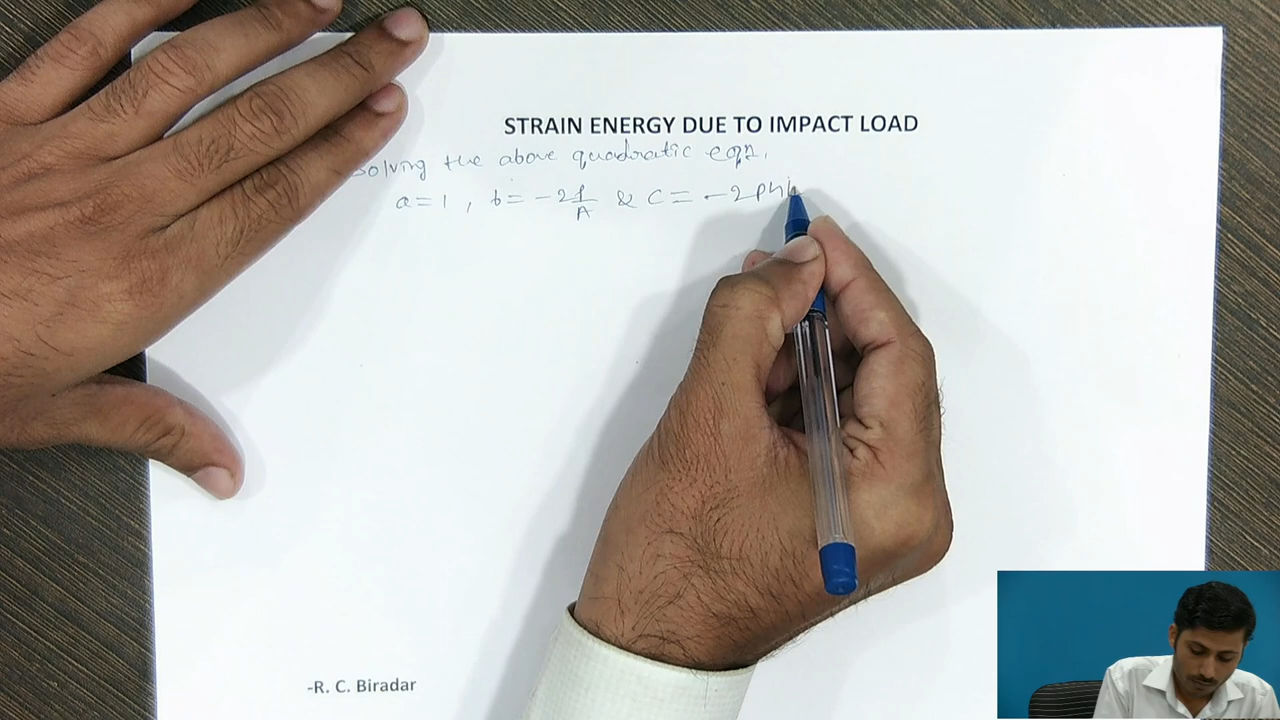 STRAIN ENERGY DUE TO IMPACT LOAD
Solving the above quadratic eqn.
a = 1 , b = -2P/A & C = -2Ph
-R. C. Biradar